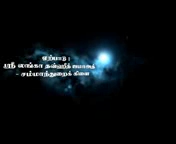 ஏற்பாடு :
ஸ்ரீ லங்கா தவ்ஹீத் ஜமாஅத்
- சம்மாந்துறைக் கிளை